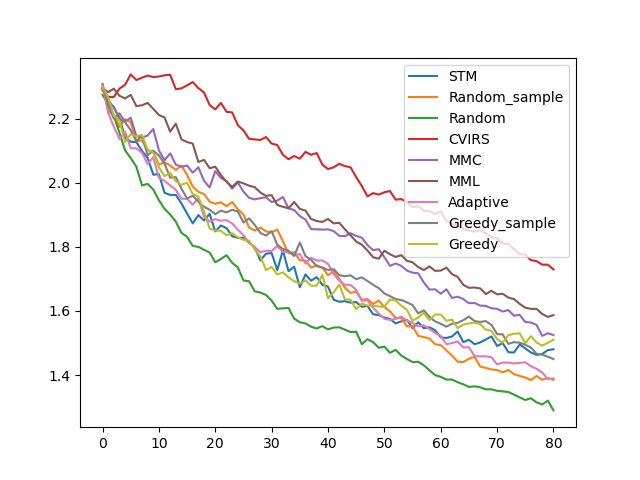 STM
Random_sample
Random
CVIRS
MMC
MML
Adaptive
Greedy_sample
Greedy
2.2
2.0
1.8
1.6
1.4
0 10 20 30 40 50 60 70 80